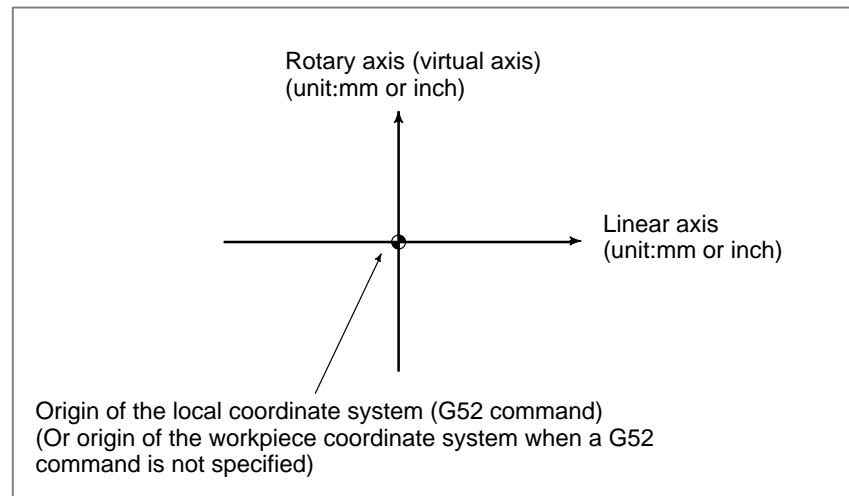 Rotary axis (virtual axis)
(unit:mm or inch)
Linear axis
(unit:mm or inch)
Origin of the local coordinate system (G52 command)
(Or origin of the workpiece coordinate system when a G52
command is not specified)